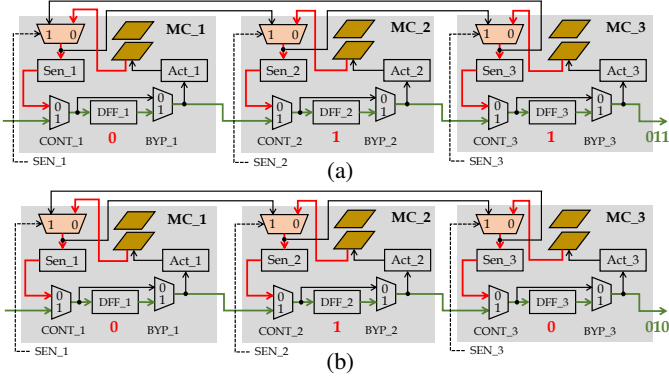 MC_1 MC_2 MC_3
1 0 1 0 1 0
Sen_1 Act_1 Sen_2 Act_2 Sen_3 Act_3
0 0 0 0 0 0
1 DFF_1 1 1 DFF_2 1 1 DFF_3 1
CONT_1 0 BYP_1 CONT_2 1 BYP_2 CONT_3 1 BYP_3 011
SEN_1 SEN_2 SEN_3
(a)
MC_1 MC_2 MC_3
1 0 1 0 1 0
Sen_1 Act_1 Sen_2 Act_2 Sen_3 Act_3
0 0 0 0 0 0
1 DFF_1 1 1 DFF_2 1 1 DFF_3 1
CONT_1 0 BYP_1 CONT_2 1 BYP_2 CONT_3 0 BYP_3 010
SEN_1 SEN_2 SEN_3
(b)